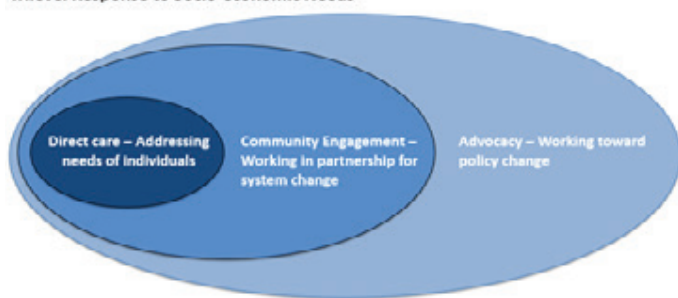 Direct care – Addressing
needs of individuals
Community Engagement –
Working in partnership for
system change
Advocacy – Working toward
policy change